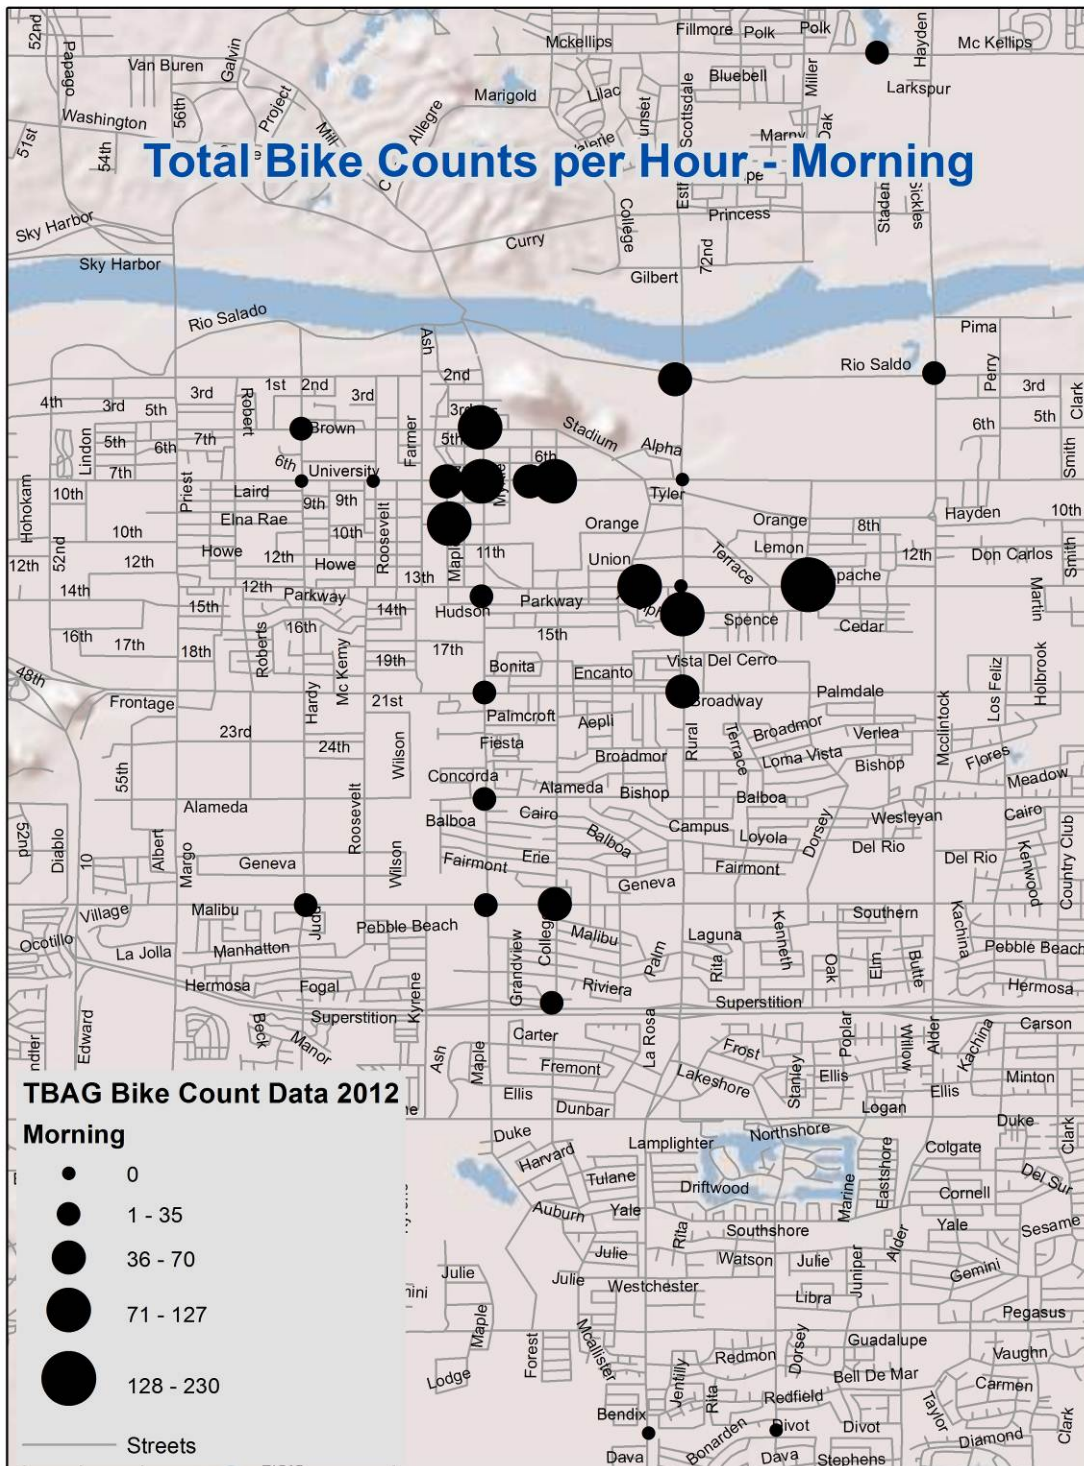 52nd
Papago
Van Buren
Galvin
Mckellips
Fillmore
Polk
Polk
Hayden
Mc Kellips
Bluebell
Miller
Larkspur
Washington
56th
Project
Marigold
Lilac
Scottsdale
51st
54th
Mill
Allegre
Marny
Oak
Total Bike Counts per Hour - Morning
Sky Harbor
Curry
College
Princess
Staden
Sickles
Sky Harbor
Gilbert
72nd
Rio Salado
Ash
Pima
Rio Saldo
Perry
2nd
4th
3rd
5th
3rd
Robert
1st
2nd
3rd
3rd
3rd
Clark
Lindon
5th
6th
7th
Brown
Farmer
5th
Stadium
Alpha
6th
5th
Smith
7th
6th
University
6th
Hohokam
10th
Priest
Laird
9th
9th
Tyler
Hayden
10th
Elna Rae
10th
Roosevelt
Orange
Orange
8th
52nd
10th
Howe
12th
Howe
Maple
11th
Union
Terrace
Lemon
12th
Don Carlos
Smith
12th
12th
13th
14th
12th
Parkway
Hudson
Parkway
Martin
15th
14th
Spence
Cedar
16th
17th
18th
Roberts
16th
Mc Kemy
19th
17th
15th
48th
Bonita
Encanto
Vista Del Cerro
Los Feliz
Holbrook
Frontage
Hardy
21st
Palmcroft
Broadway
Palmdale
23rd
24th
Wilson
Fiesta
Aepli
Broadmor
Rural
Terrace
Broadmor
Verlea
Mcclintock
Flores
Loma Vista
Bishop
55th
Concorda
Alameda
Bishop
Balboa
Meadow
Alameda
Roosevelt
Balboa
Cairo
Campus
Loyola
Dorsey
Wesleyan
Cairo
52nd
Diablo
10
Albert
Margo
Geneva
Wilson
Fairmont
Erie
Balboa
Geneva
Fairmont
Del Rio
Del Rio
Kenwood
Country Club
Village
Malibu
Pebble Beach
Malibu
Southern
Kachina
Ocotillo
La Jolla
Manhatton
Grandview
Palm
Laguna
Kenneth
Pebble Beach
Hermosa
Fogal
Kyrene
Riviera
Rita
Oak
Elm
Butte
Hermosa
Superstition
Superstition
Edward
Beck
Manor
Carter
La Rosa
Frost
Poplar
Willow
Alder
Kachina
Carson
Ash
Maple
Fremont
Lakeshore
Stanley
Ellis
Ellis
Minton
Ellis
Dunbar
Logan
Duke
Clark
Duke
Lamplighter
Northshore
Colgate
Harvard
Tulane
Driftwood
Marine
Eastshore
Cornell
Del Sur
Auburn
Yale
Southshore
Yale
Sesame
Julie
Rita
Watson
Julie
Juniper
Alder
Gemini
Julie
Julie
Westchester
Libra
Pegasus
Maple
Forest
Mcallister
Guadalupe
Vaughn
Lodge
Jentilly
Redmon
Dorsey
Bell De Mar
Carmen
Rita
Redfield
Bendix
Bonarden
Divot
Divot
Taylor
Diamond
Clark
Dava
Dava
Stephens
TBAG Bike Count Data 2012
Morning
0
1 - 35
36 - 70
71 - 127
128 - 230
Streets